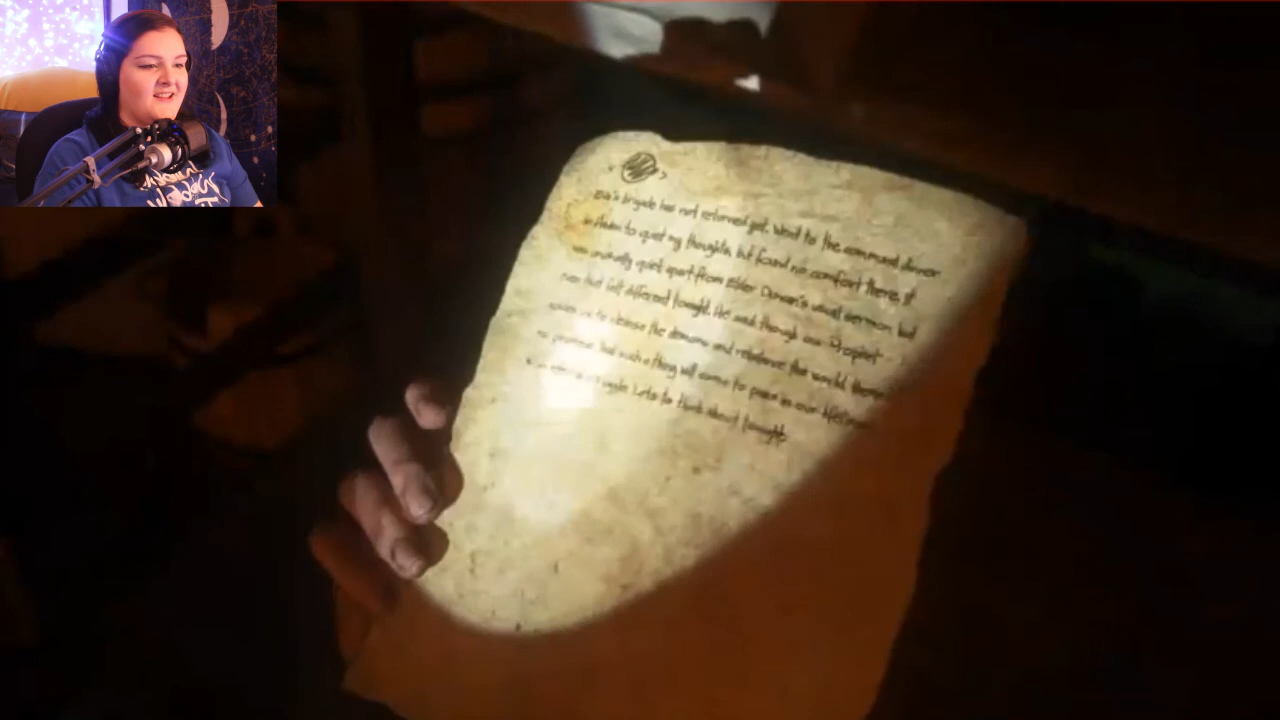 brigade has not returned yet. Went to the command dinner
to quiet my thoughts, but found no comfort there. It
was unusually quiet apart from Elder Duncan's usual sermon, but
even that felt different tonight. He said though our Prophet
us to cleanse the demons and rebalance the world, there
no promise that such a thing will come to pass in our lifetimes
struggle. Lots to think about tonight.